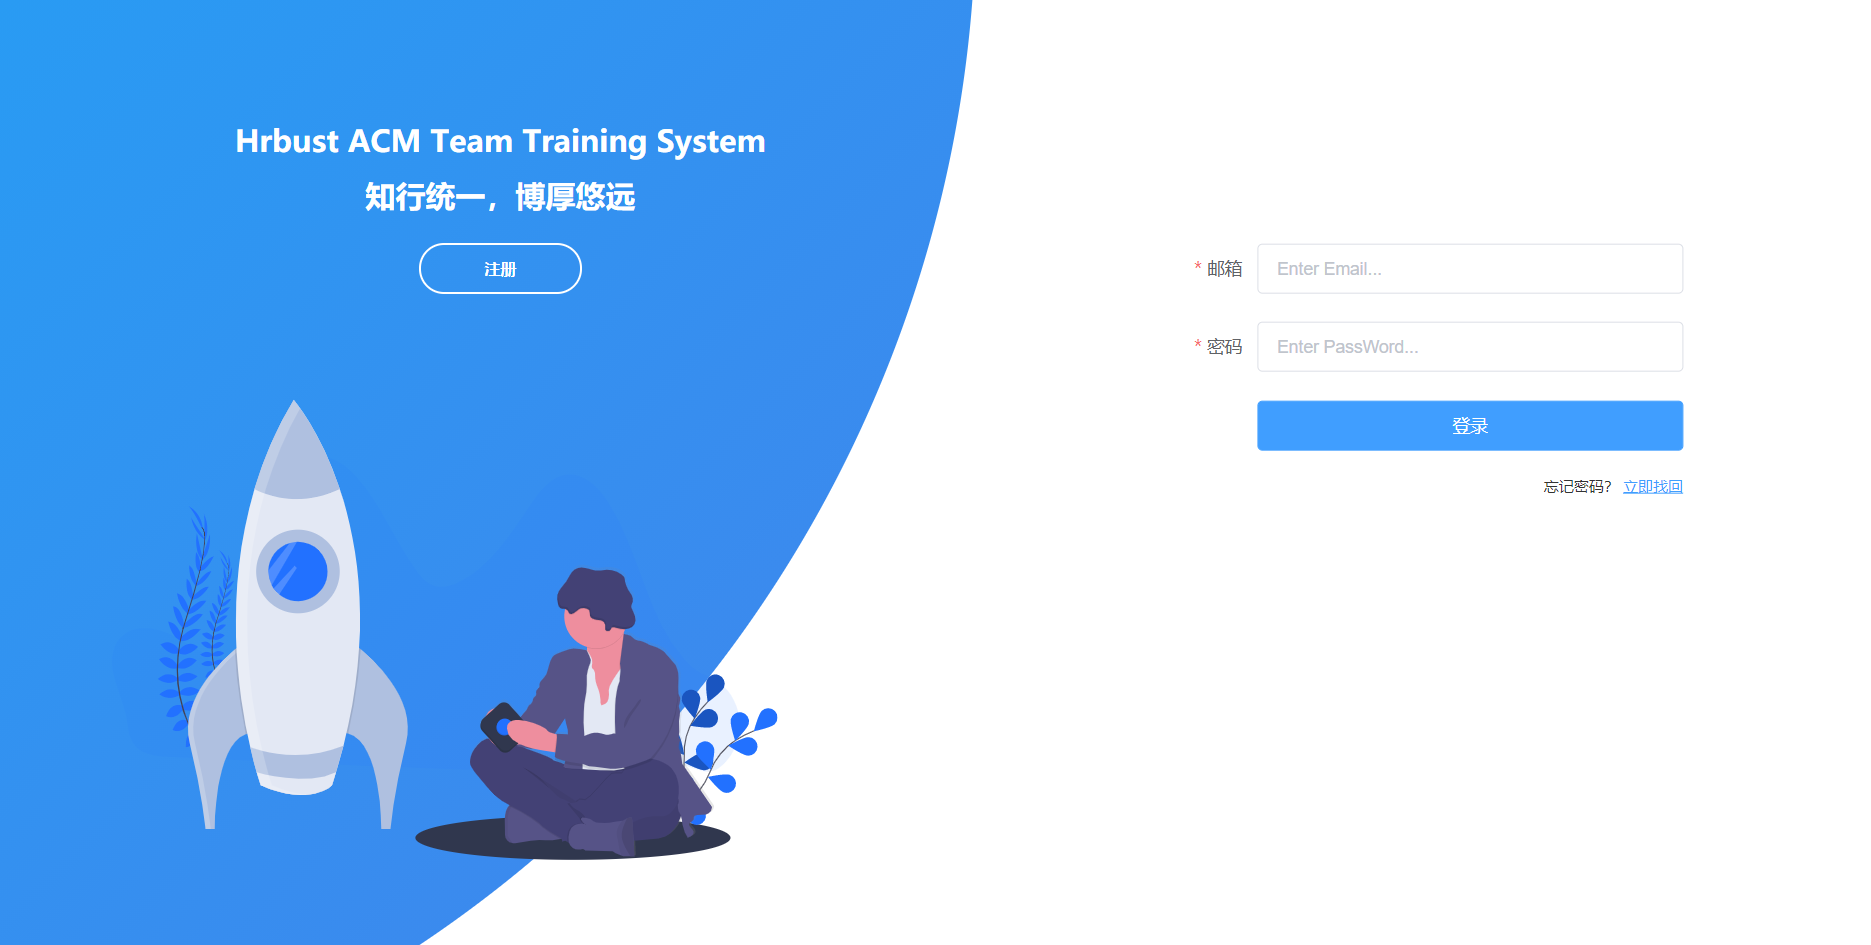 Hrbust ACM Team Training System
知行统一，博厚悠远
注册
* 邮箱 Enter Email...
* 密码 Enter PassWord...
登录
忘记密码？ 立即找回